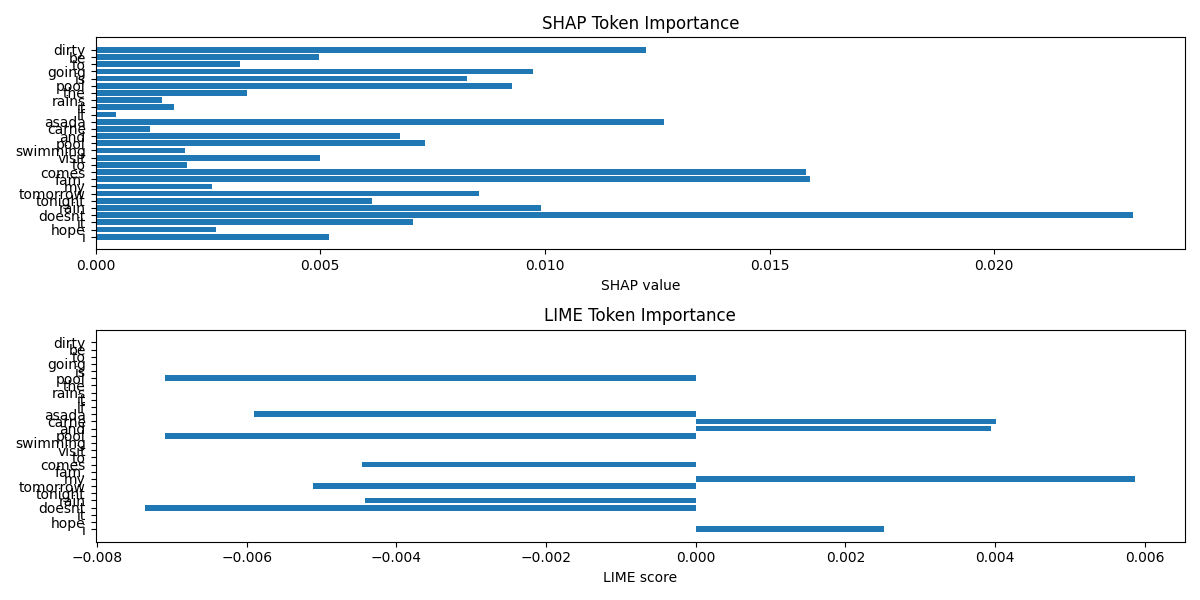 SHAP Token Importance
dirty
be
to
going
is
pool
the
rains
it
if
asada
carne
and
pool
swimming
visit
to
comes
fam.
my
tomorrow
tonight
rain
doesnt
it
hope
i
0.000 0.005 0.010 0.015 0.020
SHAP value
LIME Token Importance
dirty
be
to
going
is
pool
the
rains
it
if
asada
carne
and
pool
swimming
visit
to
comes
fam.
my
tomorrow
tonight
rain
doesnt
it
hope
i
−0.008 −0.006 −0.004 −0.002 0.000 0.002 0.004 0.006
LIME score